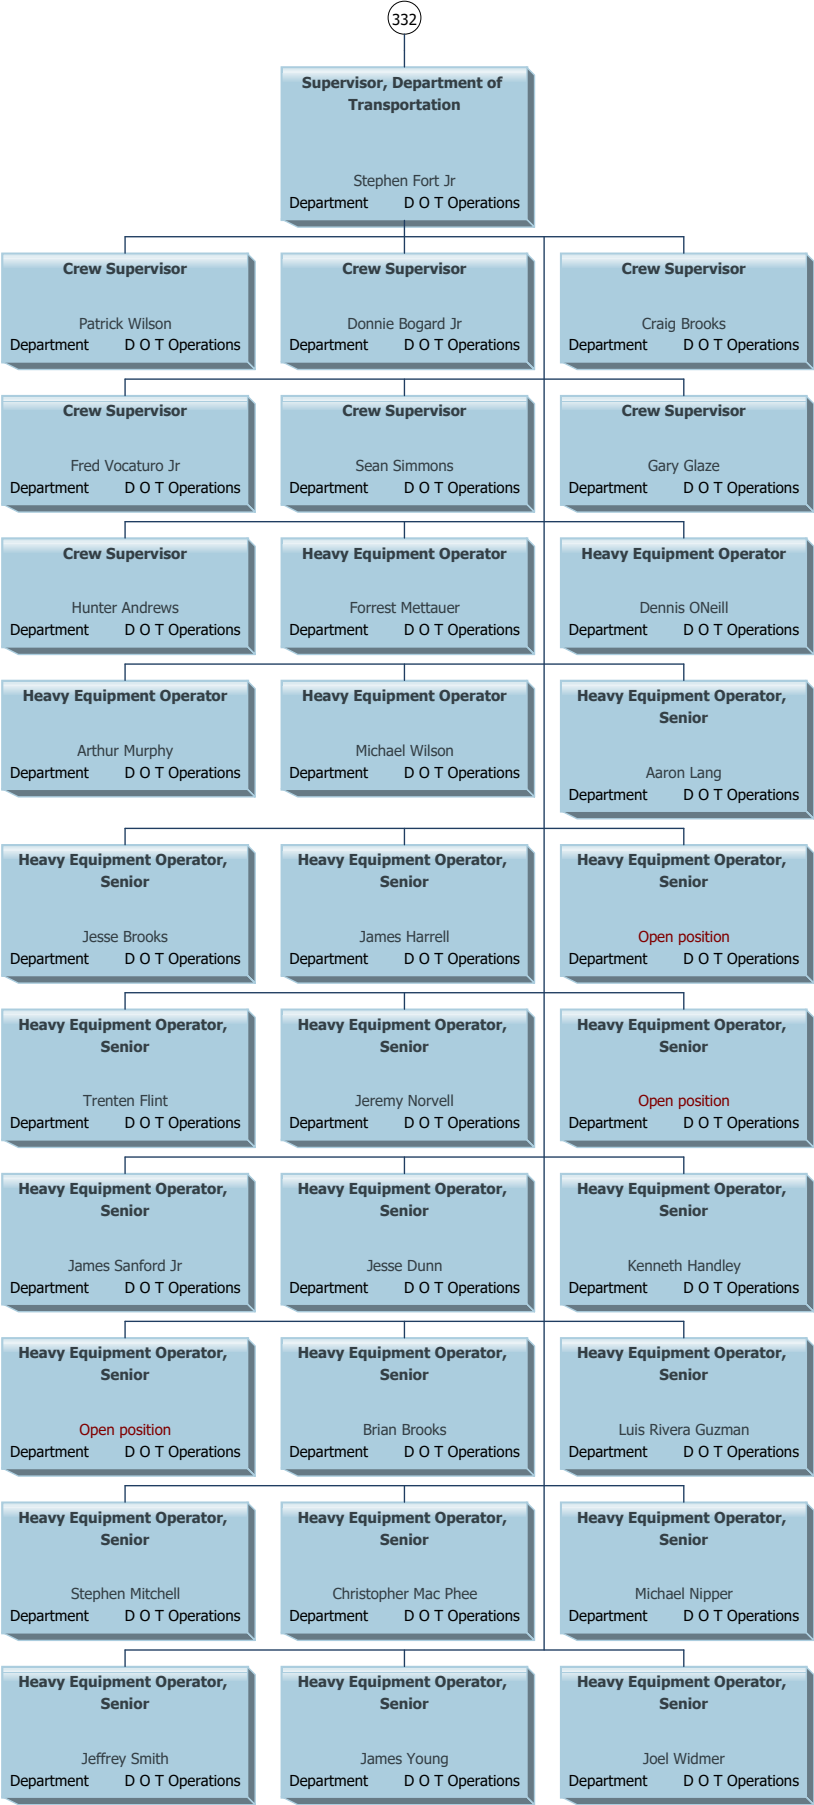 332
Supervisor, Department of
Transportation
Stephen Fort Jr
Department D O T Operations
Crew Supervisor
Patrick Wilson
Department D O T Operations
Crew Supervisor
Donnie Bogard Jr
Department D O T Operations
Crew Supervisor
Craig Brooks
Department D O T Operations
Crew Supervisor
Fred Vocaturo Jr
Department D O T Operations
Crew Supervisor
Sean Simmons
Department D O T Operations
Crew Supervisor
Gary Glaze
Department D O T Operations
Crew Supervisor
Hunter Andrews
Department D O T Operations
Heavy Equipment Operator
Forrest Mettauer
Department D O T Operations
Heavy Equipment Operator
Dennis ONeill
Department D O T Operations
Heavy Equipment Operator
Arthur Murphy
Department D O T Operations
Heavy Equipment Operator
Michael Wilson
Department D O T Operations
Heavy Equipment Operator,
Senior
Aaron Lang
Department D O T Operations
Heavy Equipment Operator,
Senior
Jesse Brooks
Department D O T Operations
Heavy Equipment Operator,
Senior
James Harrell
Department D O T Operations
Heavy Equipment Operator,
Senior
Open position
Department D O T Operations
Heavy Equipment Operator,
Senior
Trenten Flint
Department D O T Operations
Heavy Equipment Operator,
Senior
Jeremy Norvell
Department D O T Operations
Heavy Equipment Operator,
Senior
Open position
Department D O T Operations
Heavy Equipment Operator,
Senior
James Sanford Jr
Department D O T Operations
Heavy Equipment Operator,
Senior
Jesse Dunn
Department D O T Operations
Heavy Equipment Operator,
Senior
Kenneth Handley
Department D O T Operations
Heavy Equipment Operator,
Senior
Open position
Department D O T Operations
Heavy Equipment Operator,
Senior
Brian Brooks
Department D O T Operations
Heavy Equipment Operator,
Senior
Luis Rivera Guzman
Department D O T Operations
Heavy Equipment Operator,
Senior
Stephen Mitchell
Department D O T Operations
Heavy Equipment Operator,
Senior
Christopher Mac Phee
Department D O T Operations
Heavy Equipment Operator,
Senior
Michael Nipper
Department D O T Operations
Heavy Equipment Operator,
Senior
Jeffrey Smith
Department D O T Operations
Heavy Equipment Operator,
Senior
James Young
Department D O T Operations
Heavy Equipment Operator,
Senior
Joel Widmer
Department D O T Operations